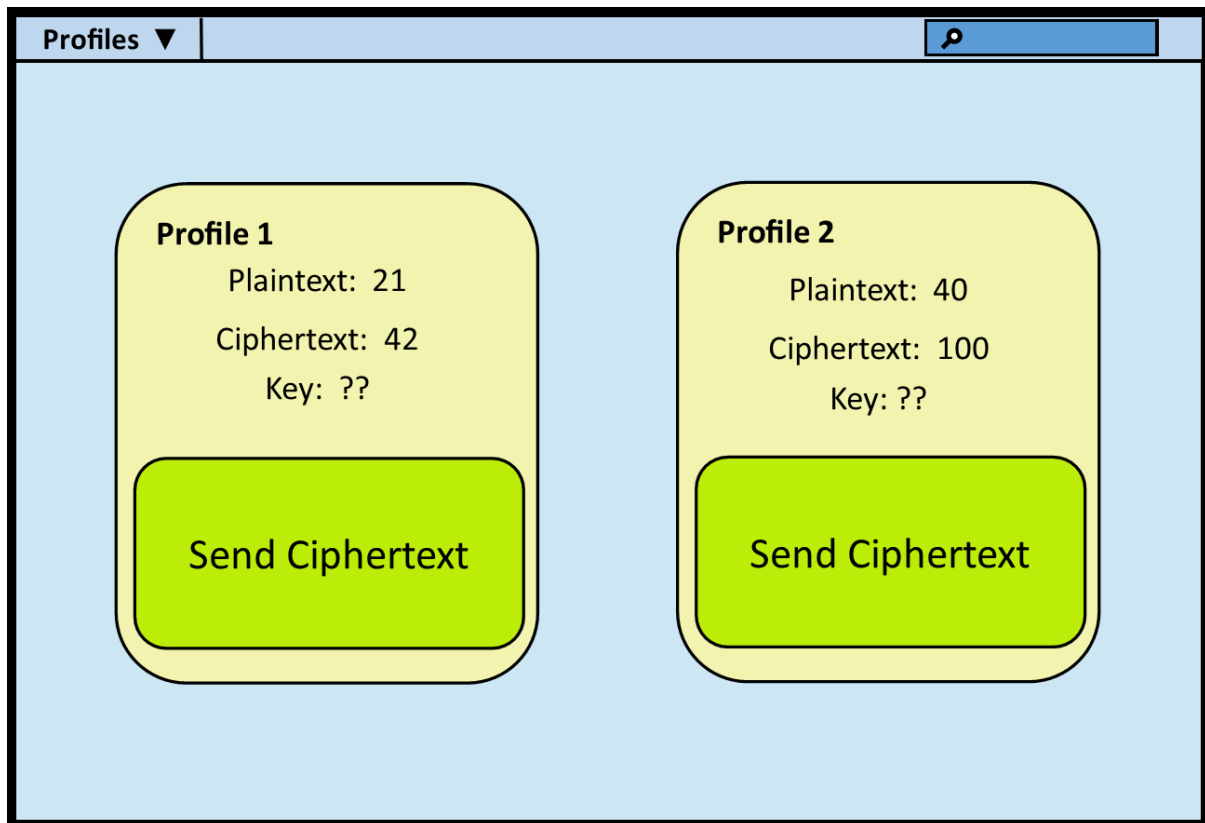 Profiles ▼
Profile 1
Plaintext: 21
Ciphertext: 42
Key: ??
Send Ciphertext
Profile 2
Plaintext: 40
Ciphertext: 100
Key: ??
Send Ciphertext